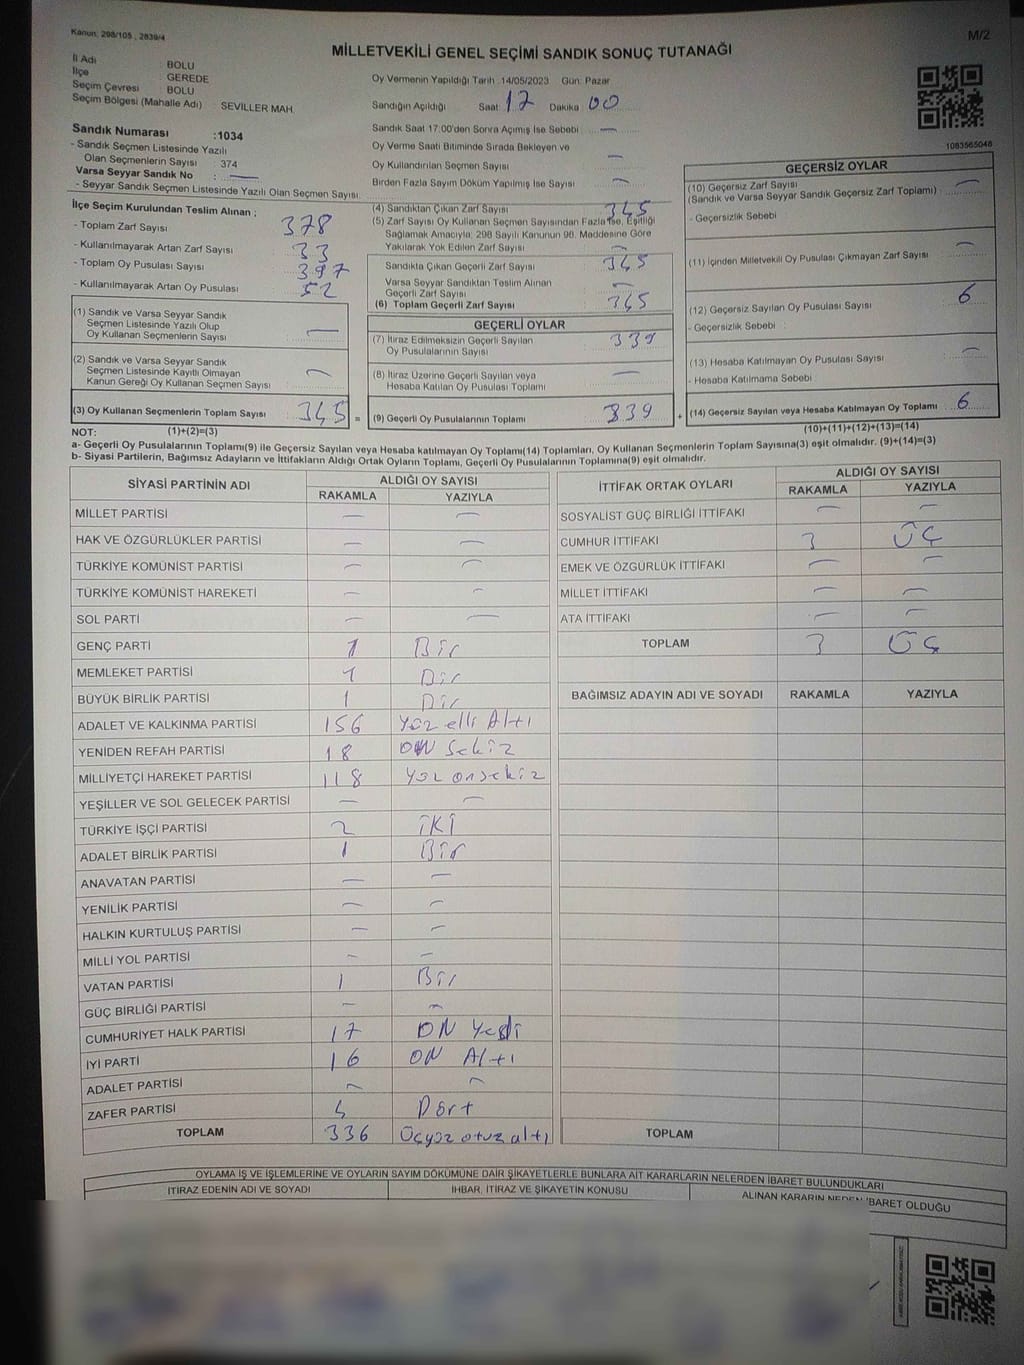 Kanun: 298/105 , 2839/4
M/2
MİLLETVEKİLİ GENEL SEÇİMİ SANDIK SONUÇ TUTANAĞI
İl Adı : BOLU
İlçe : GEREDE
Seçim Çevresi : BOLU
Seçim Bölgesi (Mahalle Adı) SEVİLLER MAH.
Sandık Numarası :1034
- Sandık Seçmen Listesinde Yazılı
Olan Seçmenlerin Sayısı : 374
Varsa Seyyar Sandık No : —
- Seyyar Sandık Seçmen Listesinde Yazılı Olan Seçmen Sayısı
Oy Vermenin Yapıldığı Tarih :14/05/2023 Gün: Pazar
Sandığın Açıldığı Saat 17 Dakika 00
Sandık Saat 17:00'den Sonra Açımış İse Sebebi —
Oy Verme Saati Bitiminde Sırada Bekleyen ve
Oy Kullandırılan Seçmen Sayısı —
Birden Fazla Sayım Döküm Yapılmış İse Sayısı —
1083565048
İlçe Seçim Kurulundan Teslim Alınan ;
- Toplam Zarf Sayısı : 378
- Kullanılmayarak Artan Zarf Sayısı : 33
- Toplam Oy Pusulası Sayısı : 397
- Kullanılmayarak Artan Oy Pusulası : 52
(1) Sandık ve Varsa Seyyar Sandık
Seçmen Listesinde Yazılı Olup
Oy Kullanan Seçmenlerin Sayısı : —
(2) Sandık ve Varsa Seyyar Sandık
Seçmen Listesinde Kayıtlı Olmayan
Kanun Gereği Oy Kullanan Seçmen Sayısı : —
(3) Oy Kullanan Seçmenlerin Toplam Sayısı : 345 =
(4) Sandıktan Çıkan Zarf Sayısı 345
(5) Zarf Sayısı Oy Kullanan Seçmen Sayısından Fazla İse, Eşitliği
Sağlamak Amacıyla; 298 Sayılı Kanunun 98. Maddesine Göre
Yakılarak Yok Edilen Zarf Sayısı —
Sandıkta Çıkan Geçerli Zarf Sayısı 345
Varsa Seyyar Sandıktan Teslim Alınan
Geçerli Zarf Sayısı —
(6) Toplam Geçerli Zarf Sayısı 345
GEÇERLİ OYLAR
(7) İtiraz Edilmeksizin Geçerli Sayılan
Oy Pusulalarının Sayısı 339
(8) İtiraz Üzerine Geçerli Sayılan veya
Hesaba Katılan Oy Pusulası Toplamı —
(9) Geçerli Oy Pusulalarının Toplamı 339 +
GEÇERSİZ OYLAR
(10) Geçersiz Zarf Sayısı
(Sandık ve Varsa Seyyar Sandık Geçersiz Zarf Toplamı) : —
- Geçersizlik Sebebi
(11) İçinden Milletvekili Oy Pusulası Çıkmayan Zarf Sayısı : —
(12) Geçersiz Sayılan Oy Pusulası Sayısı : 6
- Geçersizlik Sebebi :
(13) Hesaba Katılmayan Oy Pusulası Sayısı : —
- Hesaba Katılmama Sebebi
(14) Geçersiz Sayılan veya Hesaba Katılmayan Oy Toplamı : 6
NOT: (1)+(2)=(3)
(10)+(11)+(12)+(13)=(14)
a- Geçerli Oy Pusulalarının Toplamı(9) ile Geçersiz Sayılan veya Hesaba katılmayan Oy Toplamı(14) Toplamları, Oy Kullanan Seçmenlerin Toplam Sayısına(3) eşit olmalıdır. (9)+(14)=(3)
b- Siyasi Partilerin, Bağımsız Adayların ve İttifakların Aldığı Ortak Oyların Toplamı, Geçerli Oy Pusulalarının Toplamına(9) eşit olmalıdır.
SİYASİ PARTİNİN ADI ALDIĞI OY SAYISI
RAKAMLA YAZIYLA
MİLLET PARTİSİ — —
HAK VE ÖZGÜRLÜKLER PARTİSİ — —
TÜRKİYE KOMÜNİST PARTİSİ — —
TÜRKİYE KOMÜNİST HAREKETİ — —
SOL PARTİ — —
GENÇ PARTİ 1 Bir
MEMLEKET PARTİSİ 1 Bir
BÜYÜK BİRLİK PARTİSİ 1 Bir
ADALET VE KALKINMA PARTİSİ 156 Yüz elli Altı
YENİDEN REFAH PARTİSİ 18 ON Sekiz
MİLLİYETÇİ HAREKET PARTİSİ 118 Yüz onsekiz
YEŞİLLER VE SOL GELECEK PARTİSİ — —
TÜRKİYE İŞÇİ PARTİSİ 2 İKİ
ADALET BİRLİK PARTİSİ 1 Bir
ANAVATAN PARTİSİ — —
YENİLİK PARTİSİ — —
HALKIN KURTULUŞ PARTİSİ — —
MİLLİ YOL PARTİSİ — —
VATAN PARTİSİ 1 Bir
GÜÇ BİRLİĞİ PARTİSİ — —
CUMHURİYET HALK PARTİSİ 17 ON Yedi
İYİ PARTİ 16 ON Altı
ADALET PARTİSİ — —
ZAFER PARTİSİ 4 Dört
TOPLAM 336 Üçyüz otuz altı
İTTİFAK ORTAK OYLARI ALDIĞI OY SAYISI
RAKAMLA YAZIYLA
SOSYALİST GÜÇ BİRLİĞİ İTTİFAKI — —
CUMHUR İTTİFAKI 3 ÜÇ
EMEK VE ÖZGÜRLÜK İTTİFAKI — —
MİLLET İTTİFAKI — —
ATA İTTİFAKI — —
TOPLAM 3 ÜÇ
BAĞIMSIZ ADAYIN ADI VE SOYADI RAKAMLA YAZIYLA
TOPLAM
OYLAMA İŞ VE İŞLEMLERİNE VE OYLARIN SAYIM DÖKÜMÜNE DAİR ŞİKAYETLERLE BUNLARA AİT KARARLARIN NELERDEN İBARET BULUNDUKLARI
İTİRAZ EDENİN ADI VE SOYADI İHBAR, İTİRAZ VE ŞİKAYETİN KONUSU ALINAN KARARIN NEDEN İBARET OLDUĞU